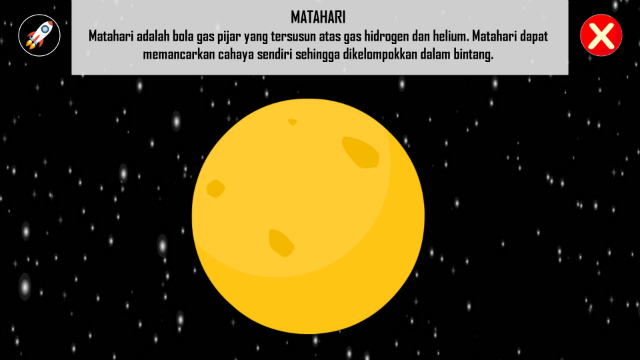 MATAHARI
Matahari adalah bola gas pijar yang tersusun atas gas hidrogen dan helium. Matahari dapat
memancarkan cahaya sendiri sehingga dikelompokkan dalam bintang.